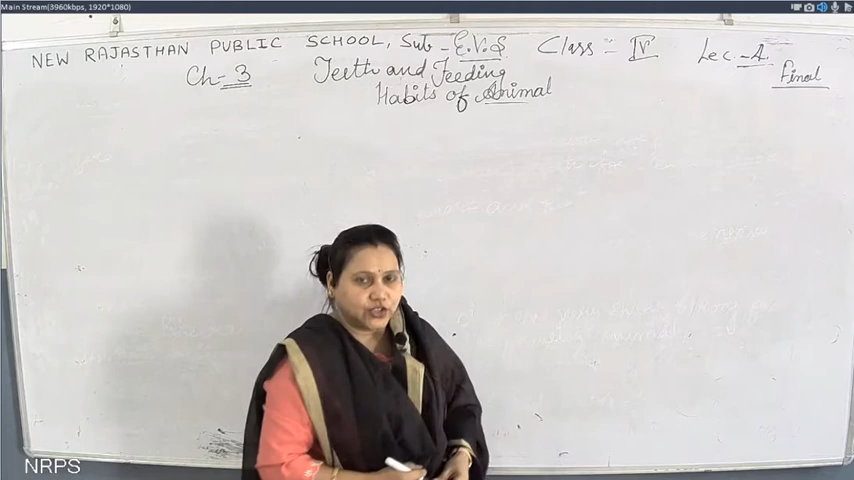 Main Stream(3960kbps, 1920*1080)
NEW RAJASTHAN PUBLIC SCHOOL, Sub - E.V.S Class - IV Lec - 4
Ch- 3 Teeth and Feeding Final
Habits of Animal
NRPS